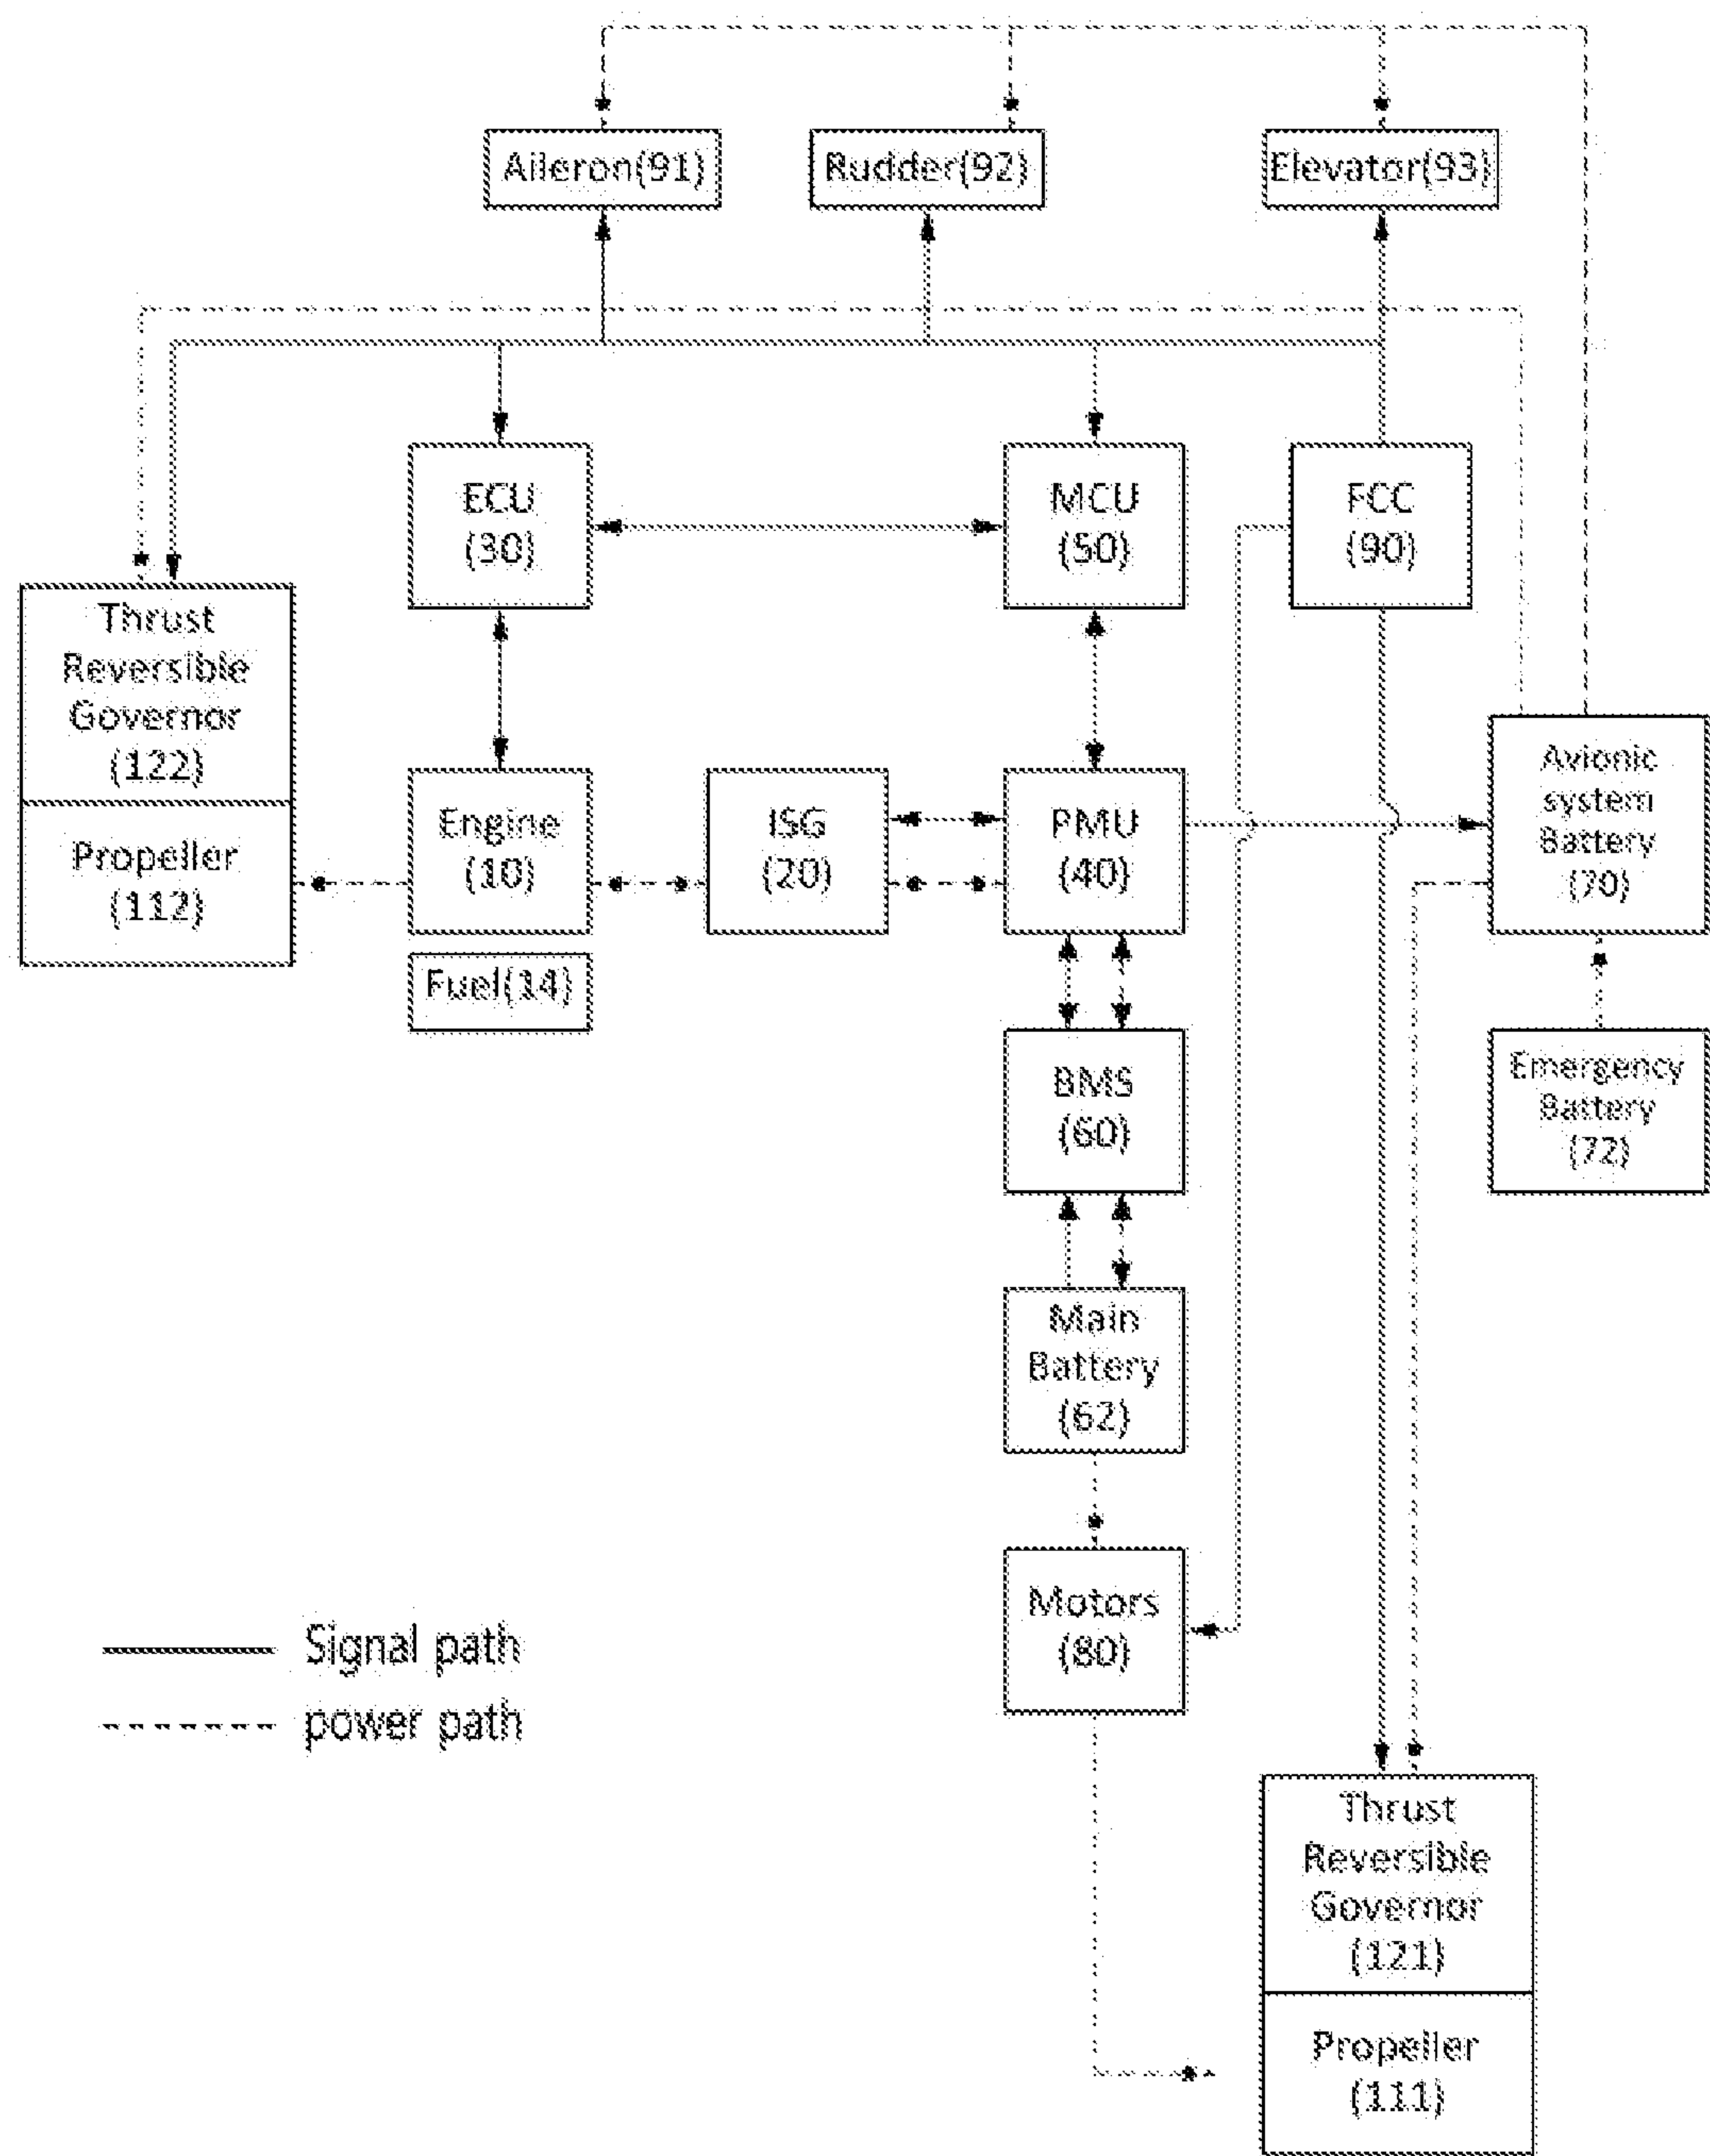 Aileron(91)
Rudder(92)
Elevator(93)
ECU
(30)
MCU
(50)
FCC
(90)
Thrust
Reversible
Governor
(122)
Propeller
(112)
Engine
(10)
Fuel(14)
ISG
(20)
PMU
(40)
Avionic
system
Battery
(70)
BMS
(60)
Emergency
Battery
(72)
Main
Battery
(62)
Motors
(80)
Signal path
power path
Thrust
Reversible
Governor
(121)
Propeller
(111)